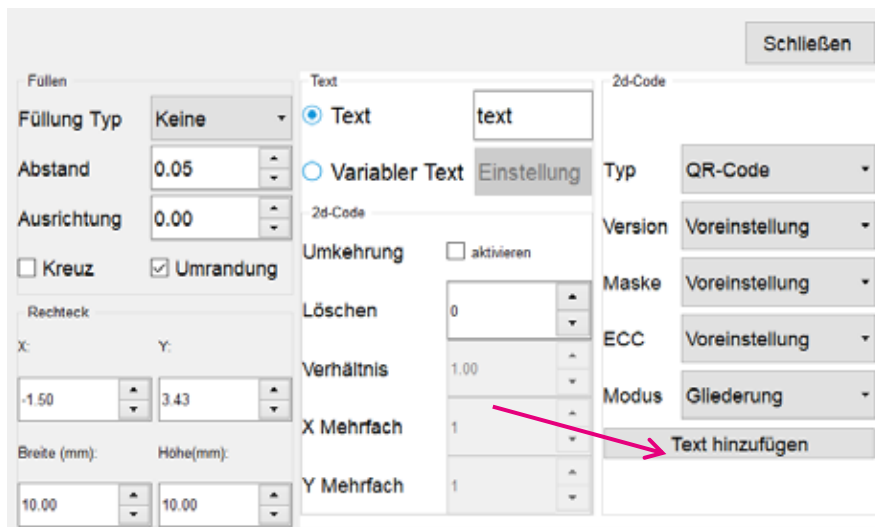 Schließen
Füllen
Füllung Typ Keine
Abstand 0.05
Ausrichtung 0.00
Kreuz Umrandung
Rechteck
X: Y:
-1.50 3.43
Breite (mm): Höhe(mm):
10.00 10.00
Text
Text text
Variabler Text Einstellung
2d-Code
Umkehrung aktivieren
Löschen 0
Verhältnis 1.00
X Mehrfach 1
Y Mehrfach 1
2d-Code
Typ QR-Code
Version Voreinstellung
Maske Voreinstellung
ECC Voreinstellung
Modus Gliederung
Text hinzufügen